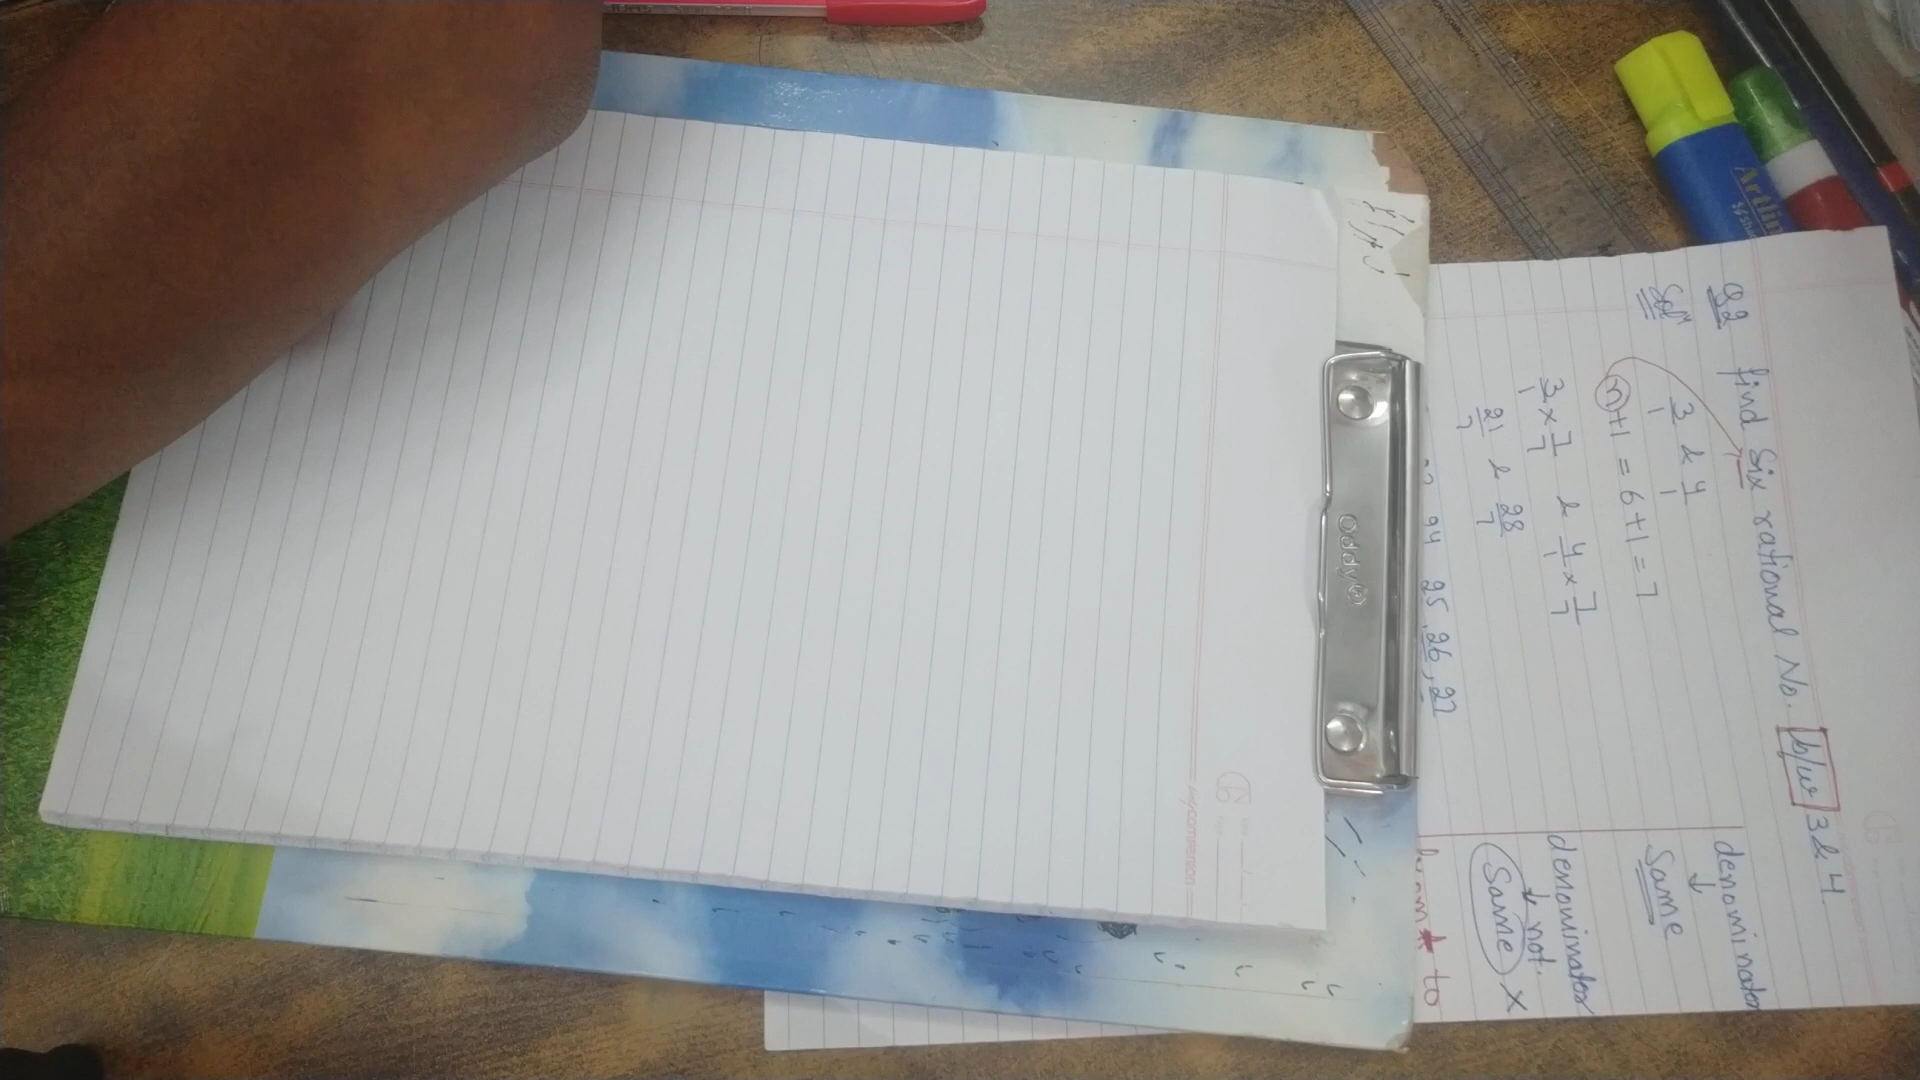 Q2 find Six rational No. b/w 3 & 4
Solⁿ 3/1 & 4/1
n+1 = 6+1 = 7
3/1 × 7/7 & 4/1 × 7/7
21/7 & 28/7
24 25, 26, 27
denominator
↓
Same
denominator
↓ not
Same ×
to
Oddy
Artlin